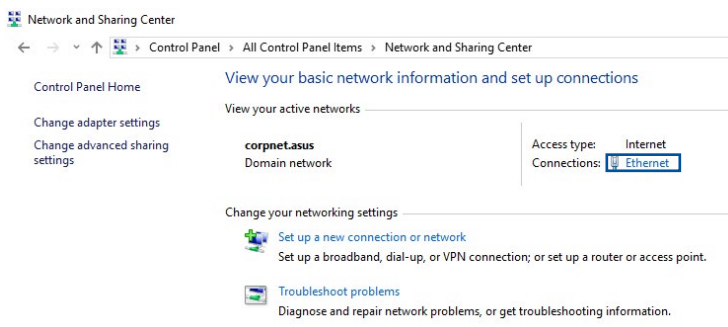 Network and Sharing Center
Control Panel > All Control Panel Items > Network and Sharing Center
Control Panel Home
Change adapter settings
Change advanced sharing
settings
View your basic network information and set up connections
View your active networks
corpnet.asus
Domain network
Access type: Internet
Connections: Ethernet
Change your networking settings
Set up a new connection or network
Set up a broadband, dial-up, or VPN connection; or set up a router or access point.
Troubleshoot problems
Diagnose and repair network problems, or get troubleshooting information.